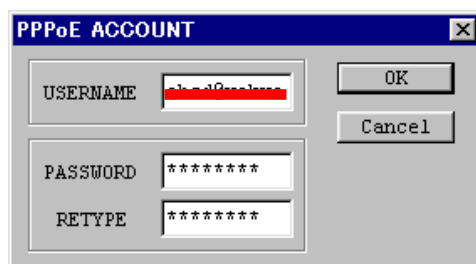 PPPoE ACCOUNT
USERNAME
OK
Cancel
PASSWORD ********
RETYPE ********